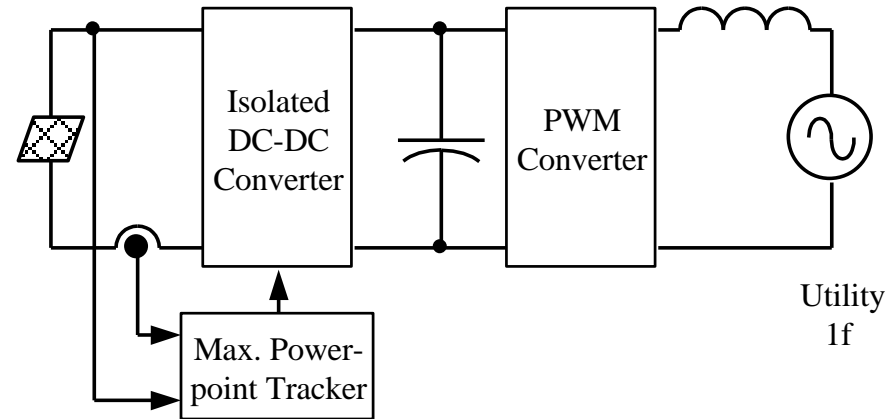 Isolated
DC-DC
Converter
PWM
Converter
Utility
1f
Max. Power-
point Tracker